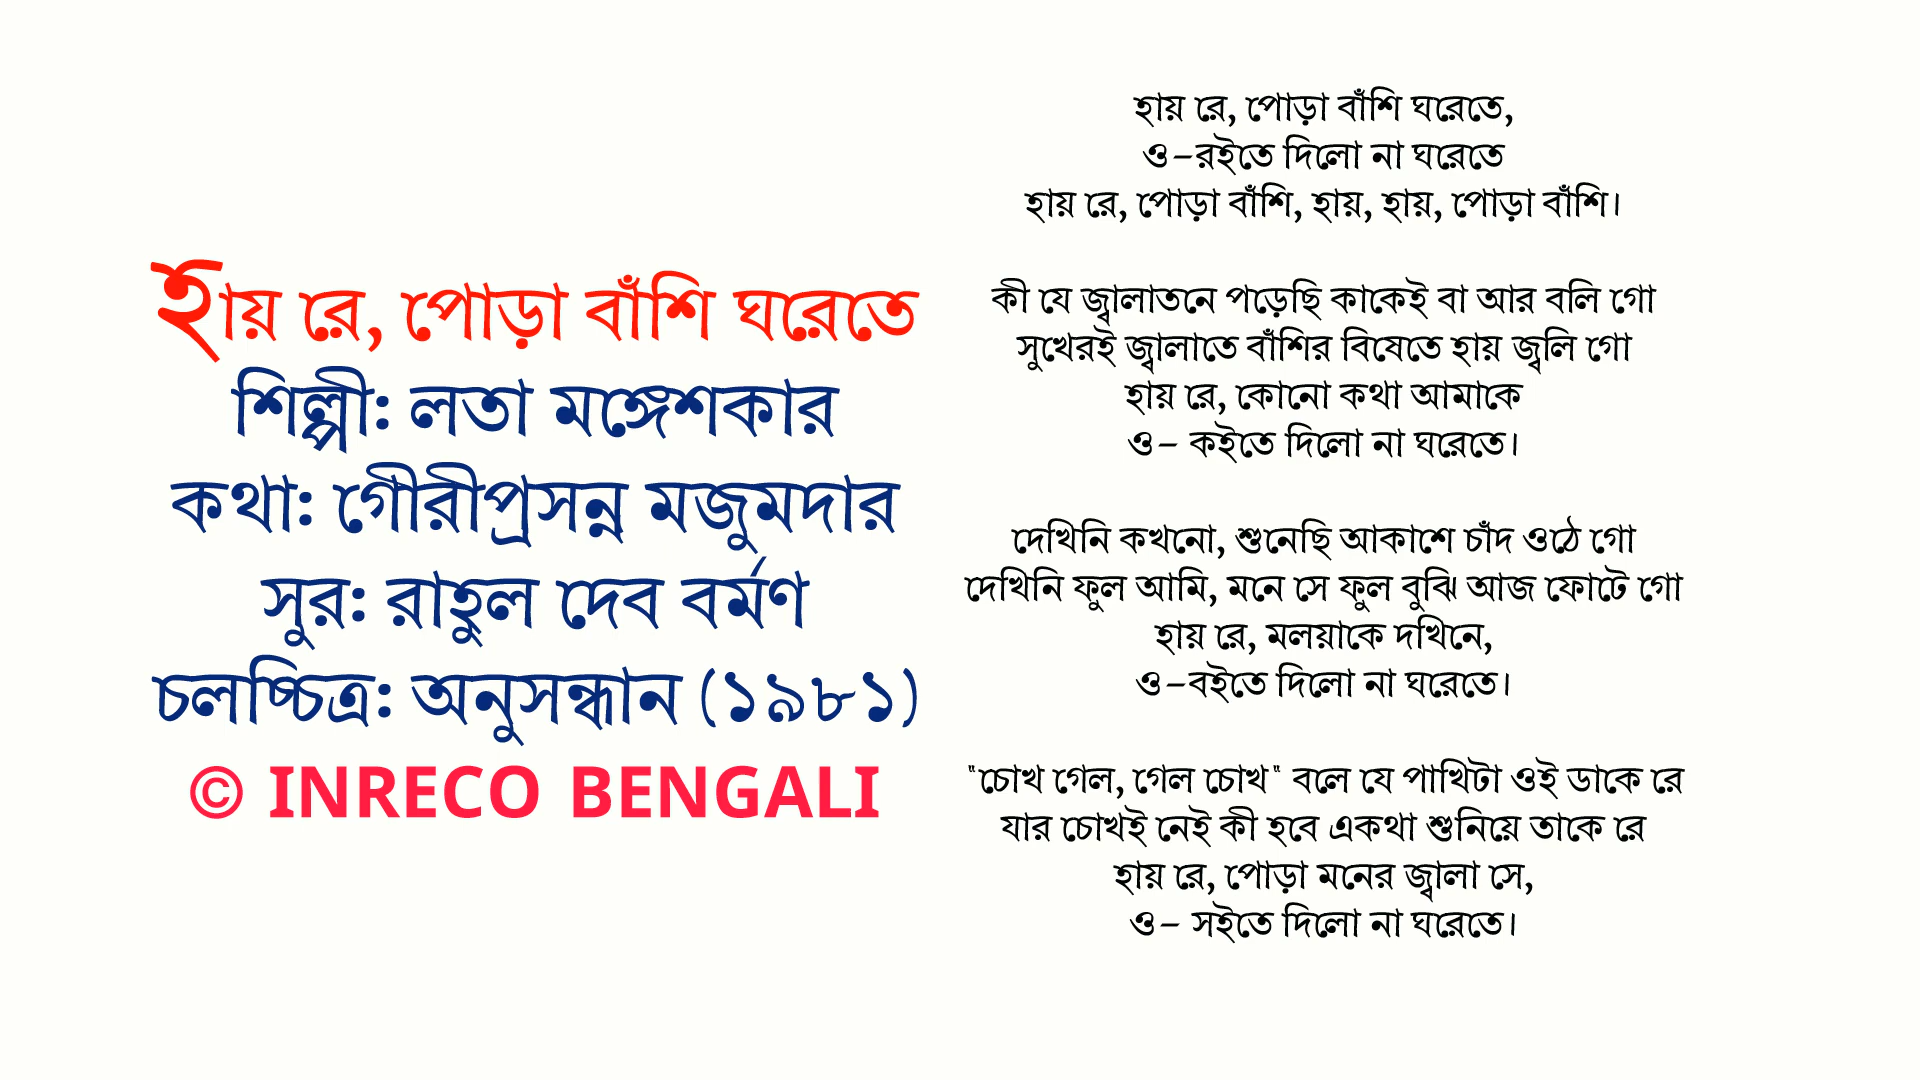 হায় রে, পোড়া বাঁশি ঘরেতে
শিল্পী: লতা মঙ্গেশকার
কথা: গৌরীপ্রসন্ন মজুমদার
সুর: রাহুল দেব বর্মণ
চলচ্চিত্র: অনুসন্ধান (১৯৮১)
© INRECO BENGALI
হায় রে, পোড়া বাঁশি ঘরেতে,
ও–রইতে দিলো না ঘরেতে
হায় রে, পোড়া বাঁশি, হায়, হায়, পোড়া বাঁশি।
কী যে জ্বালাতনে পড়েছি কাকেই বা আর বলি গো
সুখেরই জ্বালাতে বাঁশির বিষেতে হায় জ্বলি গো
হায় রে, কোনো কথা আমাকে
ও– কইতে দিলো না ঘরেতে।
দেখিনি কখনো, শুনেছি আকাশে চাঁদ ওঠে গো
দেখিনি ফুল আমি, মনে সে ফুল বুঝি আজ ফোটে গো
হায় রে, মলয়াকে দখিনে,
ও–বইতে দিলো না ঘরেতে।
"চোখ গেল, গেল চোখ" বলে যে পাখিটা ওই ডাকে রে
যার চোখই নেই কী হবে একথা শুনিয়ে তাকে রে
হায় রে, পোড়া মনের জ্বালা সে,
ও– সইতে দিলো না ঘরেতে।